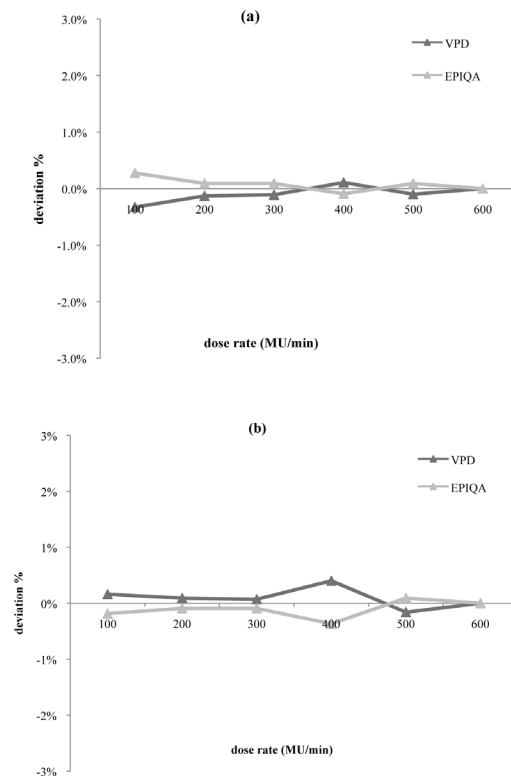 (a)
3.0%
VPD
2.0%
EPIQA
1.0%
deviation %
0.0%
100 200 300 400 500 600
-1.0%
-2.0%
dose rate (MU/min)
-3.0%
(b)
3%
VPD
2%
EPIQA
1%
deviation %
0%
100 200 300 400 500 600
-1%
-2%
dose rate (MU/min)
-3%